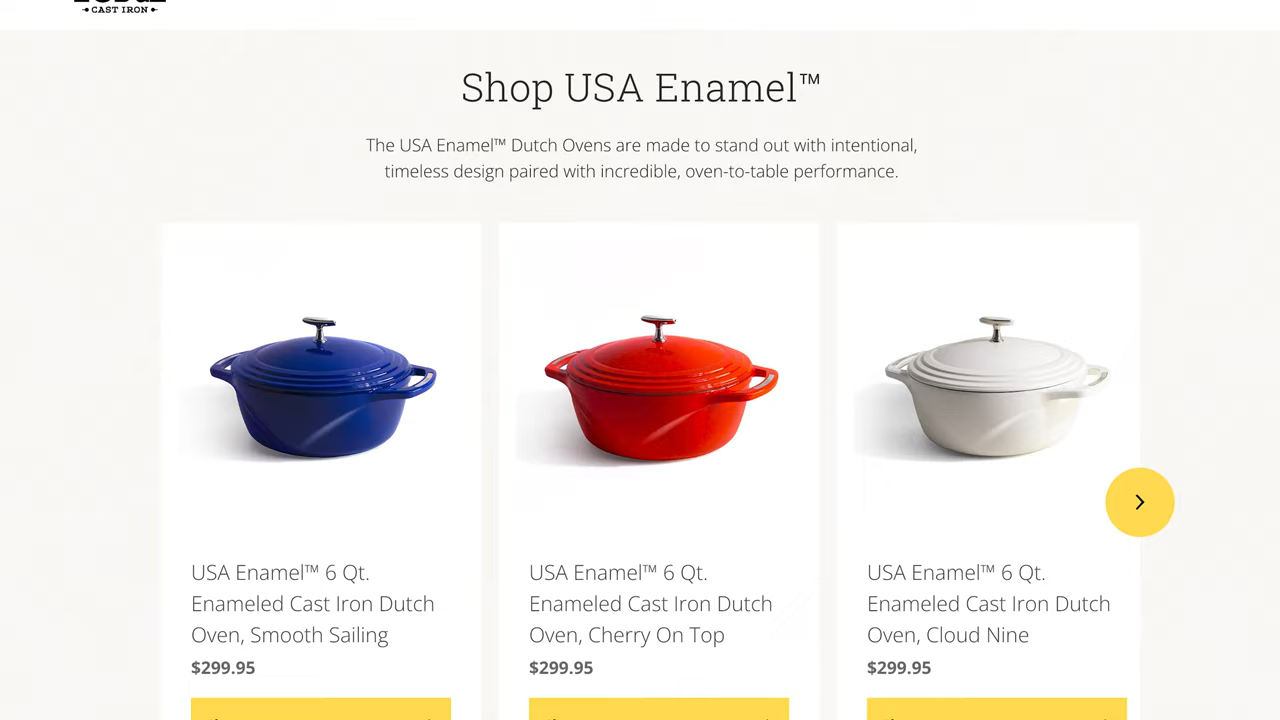 CAST IRON
Shop USA Enamel™
The USA Enamel™ Dutch Ovens are made to stand out with intentional,
timeless design paired with incredible, oven-to-table performance.
USA Enamel™ 6 Qt.
Enameled Cast Iron Dutch
Oven, Smooth Sailing
$299.95
USA Enamel™ 6 Qt.
Enameled Cast Iron Dutch
Oven, Cherry On Top
$299.95
USA Enamel™ 6 Qt.
Enameled Cast Iron Dutch
Oven, Cloud Nine
$299.95